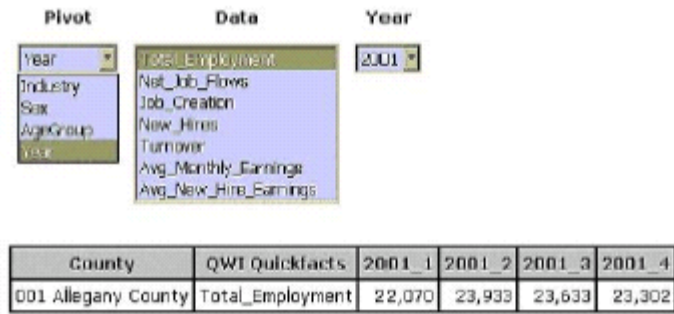 Pivot Data Year
Year Total_Employment 2001
Industry Net_Job_Flows
Sex Job_Creation
AgeGroup New_Hires
Year Turnover
Avg_Monthly_Earnings
Avg_New_Hire_Earnings
County QWI Quickfacts 2001_1 2001_2 2001_3 2001_4
001 Allegany County Total_Employment 22,070 23,933 23,633 23,302